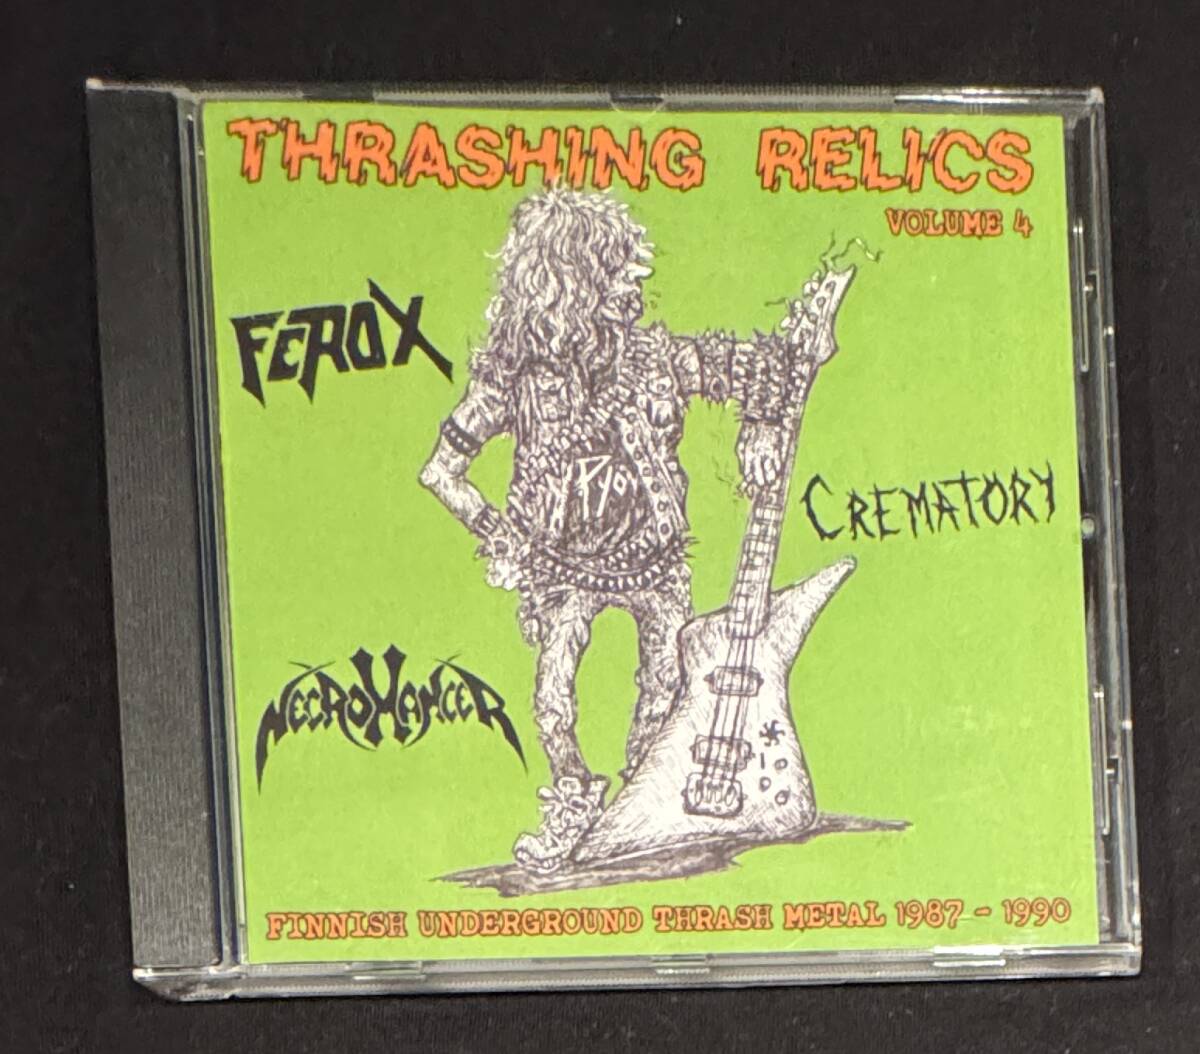 THRASHING RELICS
VOLUME 4
FEROX
CREMATORY
NECROMANCER
FINNISH UNDERGROUND THRASH METAL 1987 - 1990